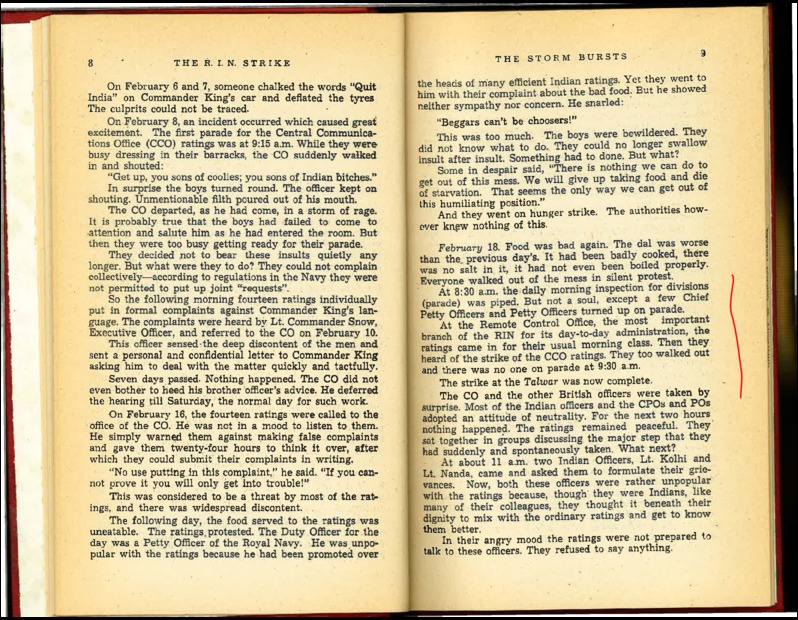 8 THE R. I. N. STRIKE
On February 6 and 7, someone chalked the words "Quit
India" on Commander King's car and deflated the tyres
The culprits could not be traced.
On February 8, an incident occurred which caused great
excitement. The first parade for the Central Communica-
tions Office (CCO) ratings was at 9:15 a.m. While they were
busy dressing in their barracks, the CO suddenly walked
in and shouted:
"Get up, you sons of coolies; you sons of Indian bitches."
In surprise the boys turned round. The officer kept on
shouting. Unmentionable filth poured out of his mouth.
The CO departed, as he had come, in a storm of rage.
It is probably true that the boys had failed to come to
attention and salute him as he had entered the room. But
then they were too busy getting ready for their parade.
They decided not to bear these insults quietly any
longer. But what were they to do? They could not complain
collectively—according to regulations in the Navy they were
not permitted to put up joint "requests".
So the following morning fourteen ratings individually
put in formal complaints against Commander King's lan-
guage. The complaints were heard by Lt. Commander Snow,
Executive Officer, and referred to the CO on February 10.
This officer sensed the deep discontent of the men and
sent a personal and confidential letter to Commander King
asking him to deal with the matter quickly and tactfully.
Seven days passed. Nothing happened. The CO did not
even bother to heed his brother officer's advice. He deferred
the hearing till Saturday, the normal day for such work.
On February 16, the fourteen ratings were called to the
office of the CO. He was not in a mood to listen to them.
He simply warned them against making false complaints
and gave them twenty-four hours to think it over, after
which they could submit their complaints in writing.
"No use putting in this complaint," he said. "If you can-
not prove it you will only get into trouble!"
This was considered to be a threat by most of the rat-
ings, and there was widespread discontent.
The following day, the food served to the ratings was
uneatable. The ratings protested. The Duty Officer for the
day was a Petty Officer of the Royal Navy. He was unpo-
pular with the ratings because he had been promoted over
THE STORM BURSTS 9
the heads of many efficient Indian ratings. Yet they went to
him with their complaint about the bad food. But he showed
neither sympathy nor concern. He snarled:
"Beggars can't be choosers!"
This was too much. The boys were bewildered. They
did not know what to do. They could no longer swallow
insult after insult. Something had to done. But what?
Some in despair said, "There is nothing we can do to
get out of this mess. We will give up taking food and die
of starvation. That seems the only way we can get out of
this humiliating position."
And they went on hunger strike. The authorities how-
ever knew nothing of this.
February 18. Food was bad again. The dal was worse
than the previous day's. It had been badly cooked, there
was no salt in it, it had not even been boiled properly.
Everyone walked out of the mess in silent protest.
At 8:30 a.m. the daily morning inspection for divisions
(parade) was piped. But not a soul, except a few Chief
Petty Officers and Petty Officers turned up on parade.
At the Remote Control Office, the most important
branch of the RIN for its day-to-day administration, the
ratings came in for their usual morning class. Then they
heard of the strike of the CCO ratings. They too walked out
and there was no one on parade at 9:30 a.m.
The strike at the Talwar was now complete.
The CO and the other British officers were taken by
surprise. Most of the Indian officers and the CPOs and POs
adopted an attitude of neutrality. For the next two hours
nothing happened. The ratings remained peaceful. They
sat together in groups discussing the major step that they
had suddenly and spontaneously taken. What next?
At about 11 a.m. two Indian Officers, Lt. Kolhi and
Lt. Nanda, came and asked them to formulate their grie-
vances. Now, both these officers were rather unpopular
with the ratings because, though they were Indians, like
many of their colleagues, they thought it beneath their
dignity to mix with the ordinary ratings and get to know
them better.
In their angry mood the ratings were not prepared to
talk to these officers. They refused to say anything.